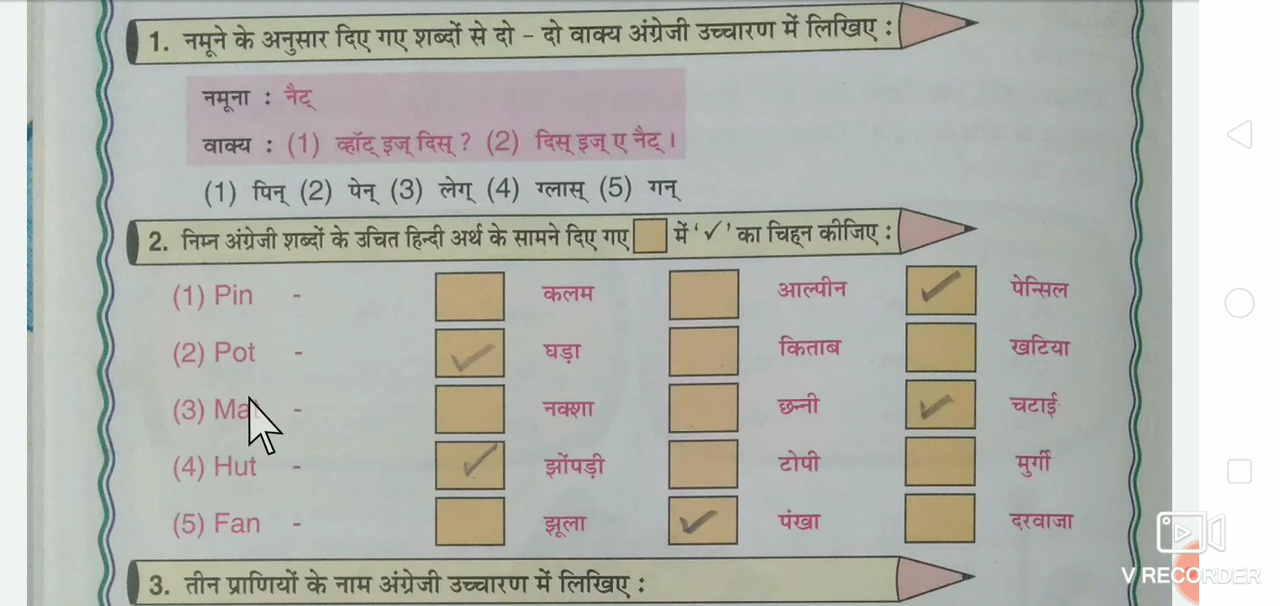 1. नमूने के अनुसार दिए गए शब्दों से दो - दो वाक्य अंग्रेजी उच्चारण में लिखिए :
नमूना : नैट्
वाक्य : (1) व्हॉट् इज् दिस् ? (2) दिस् इज् ए नैट् ।
(1) पिन् (2) पेन् (3) लेग् (4) ग्लास् (5) गन्
2. निम्न अंग्रेजी शब्दों के उचित हिन्दी अर्थ के सामने दिए गए में '✓' का चिह्न कीजिए :
(1) Pin - कलम आल्पीन ✓ पेन्सिल
(2) Pot - ✓ घड़ा किताब खटिया
(3) Mat - नक्शा छन्नी ✓ चटाई
(4) Hut - ✓ झोंपड़ी टोपी मुर्गी
(5) Fan - झूला ✓ पंखा दरवाजा
3. तीन प्राणियों के नाम अंग्रेजी उच्चारण में लिखिए :
V RECORDER